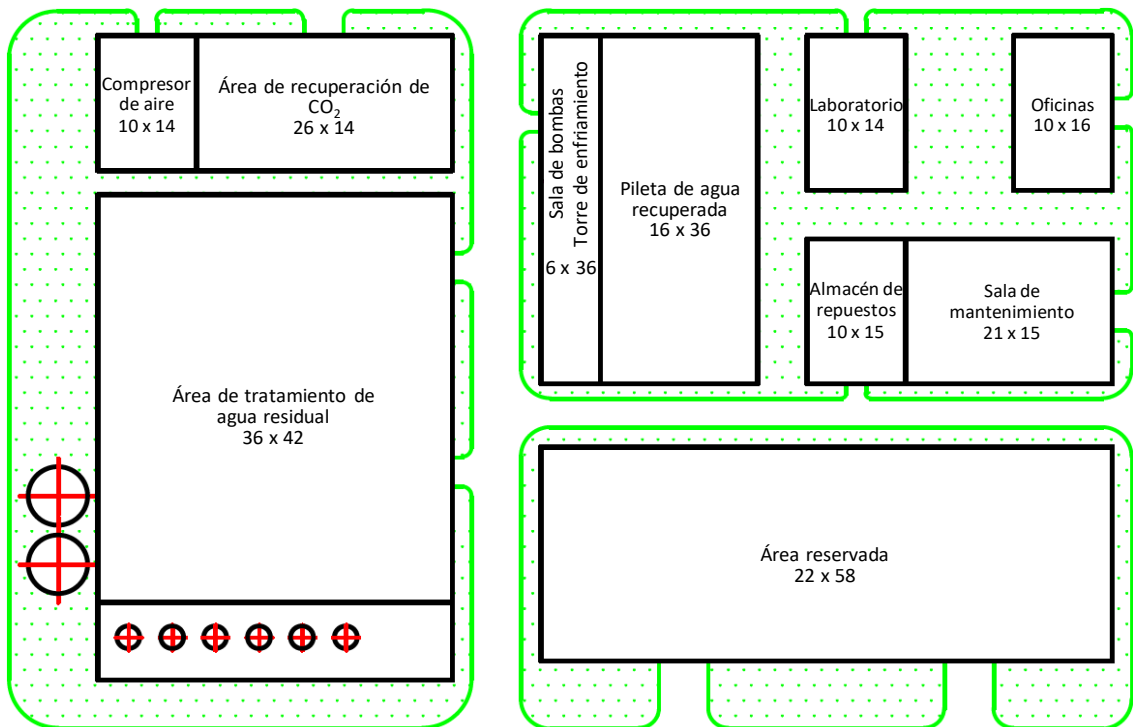 Compresor
de aire
10 x 14
Área de recuperación de
CO₂
26 x 14
Área de tratamiento de
agua residual
36 x 42
Sala de bombas
Torre de enfriamiento
6 x 36
Pileta de agua
recuperada
16 x 36
Laboratorio
10 x 14
Oficinas
10 x 16
Almacén de
repuestos
10 x 15
Sala de
mantenimiento
21 x 15
Área reservada
22 x 58